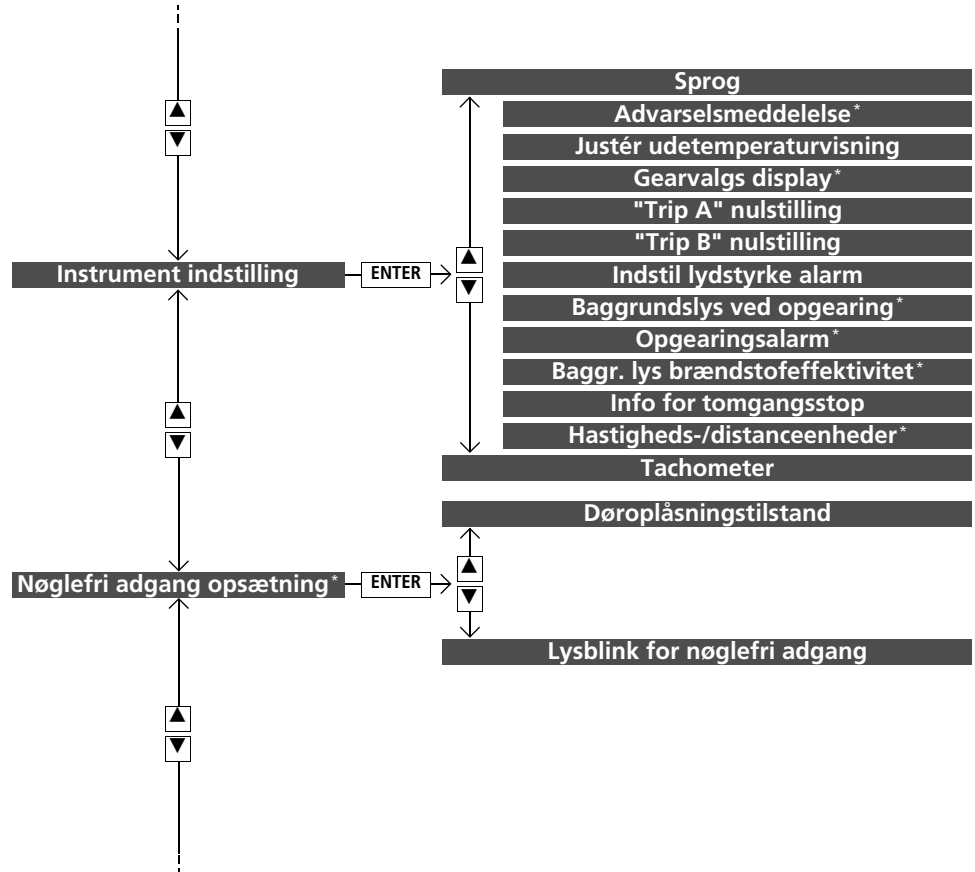 Sprog
Advarselsmeddelelse*
Justér udetemperaturvisning
Gearvalgs display*
"Trip A" nulstilling
"Trip B" nulstilling
Instrument indstilling ENTER Indstil lydstyrke alarm
Baggrundslys ved opgearing*
Opgearingsalarm*
Baggr. lys brændstofeffektivitet*
Info for tomgangsstop
Hastigheds-/distanceenheder*
Tachometer
Døroplåsningstilstand
Nøglefri adgang opsætning* ENTER
Lysblink for nøglefri adgang